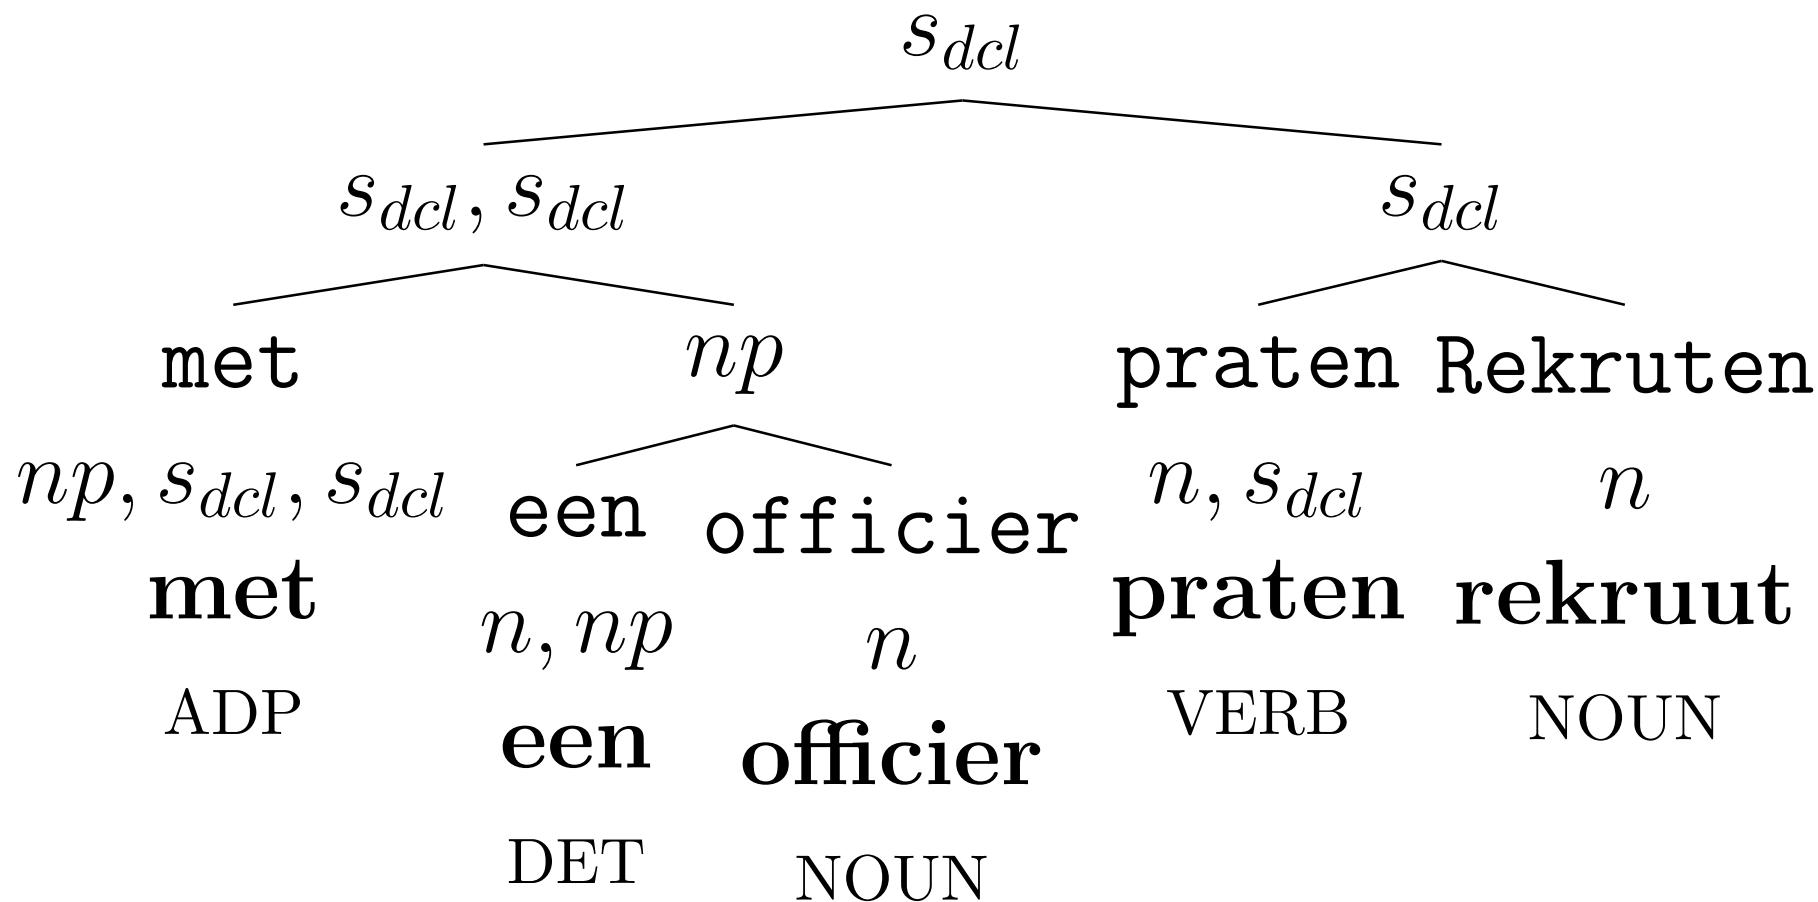 s_dcl
s_dcl, s_dcl s_dcl
met np praten Rekruten
np, s_dcl, s_dcl een officier n, s_dcl n
met n, np n praten rekruut
ADP een officier VERB NOUN
DET NOUN